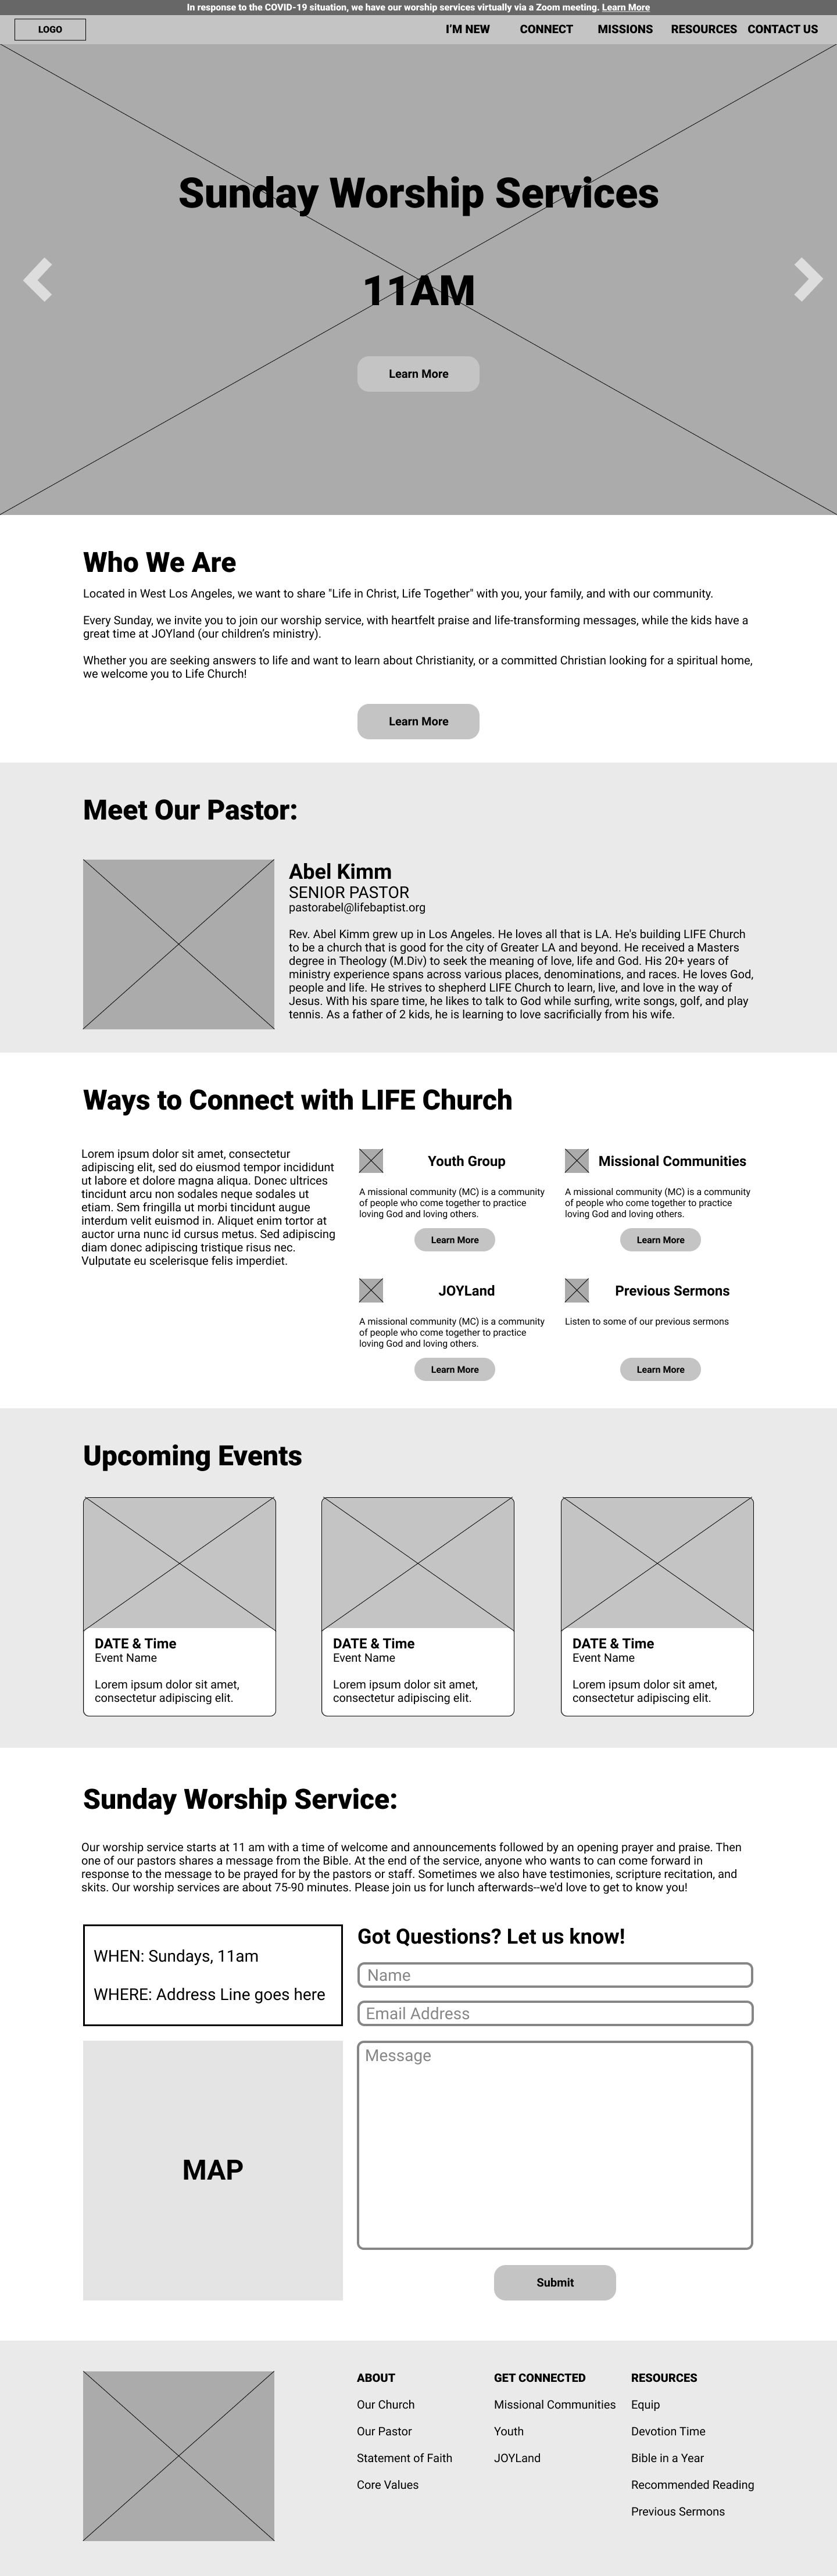 In response to the COVID-19 situation, we have our worship services virtually via a Zoom meeting. Learn More
LOGO
I'M NEW CONNECT MISSIONS RESOURCES CONTACT US
Sunday Worship Services
11AM
Learn More
Who We Are
Located in West Los Angeles, we want to share "Life in Christ, Life Together" with you, your family, and with our community.
Every Sunday, we invite you to join our worship service, with heartfelt praise and life-transforming messages, while the kids have a
great time at JOYland (our children's ministry).
Whether you are seeking answers to life and want to learn about Christianity, or a committed Christian looking for a spiritual home,
we welcome you to Life Church!
Learn More
Meet Our Pastor:
Abel Kimm
SENIOR PASTOR
pastorabel@lifebaptist.org
Rev. Abel Kimm grew up in Los Angeles. He loves all that is LA. He's building LIFE Church
to be a church that is good for the city of Greater LA and beyond. He received a Masters
degree in Theology (M.Div) to seek the meaning of love, life and God. His 20+ years of
ministry experience spans across various places, denominations, and races. He loves God,
people and life. He strives to shepherd LIFE Church to learn, live, and love in the way of
Jesus. With his spare time, he likes to talk to God while surfing, write songs, golf, and play
tennis. As a father of 2 kids, he is learning to love sacrificially from his wife.
Ways to Connect with LIFE Church
Lorem ipsum dolor sit amet, consectetur
adipiscing elit, sed do eiusmod tempor incididunt
ut labore et dolore magna aliqua. Donec ultrices
tincidunt arcu non sodales neque sodales ut
etiam. Sem fringilla ut morbi tincidunt augue
interdum velit euismod in. Aliquet enim tortor at
auctor urna nunc id cursus metus. Sed adipiscing
diam donec adipiscing tristique risus nec.
Vulputate eu scelerisque felis imperdiet.
Youth Group
A missional community (MC) is a community
of people who come together to practice
loving God and loving others.
Learn More
Missional Communities
A missional community (MC) is a community
of people who come together to practice
loving God and loving others.
Learn More
JOYLand
A missional community (MC) is a community
of people who come together to practice
loving God and loving others.
Learn More
Previous Sermons
Listen to some of our previous sermons
Learn More
Upcoming Events
DATE & Time
Event Name
Lorem ipsum dolor sit amet,
consectetur adipiscing elit.
DATE & Time
Event Name
Lorem ipsum dolor sit amet,
consectetur adipiscing elit.
DATE & Time
Event Name
Lorem ipsum dolor sit amet,
consectetur adipiscing elit.
Sunday Worship Service:
Our worship service starts at 11 am with a time of welcome and announcements followed by an opening prayer and praise. Then
one of our pastors shares a message from the Bible. At the end of the service, anyone who wants to can come forward in
response to the message to be prayed for by the pastors or staff. Sometimes we also have testimonies, scripture recitation, and
skits. Our worship services are about 75-90 minutes. Please join us for lunch afterwards--we'd love to get to know you!
WHEN: Sundays, 11am
WHERE: Address Line goes here
MAP
Got Questions? Let us know!
Name
Email Address
Message
Submit
ABOUT
Our Church
Our Pastor
Statement of Faith
Core Values
GET CONNECTED
Missional Communities
Youth
JOYLand
RESOURCES
Equip
Devotion Time
Bible in a Year
Recommended Reading
Previous Sermons